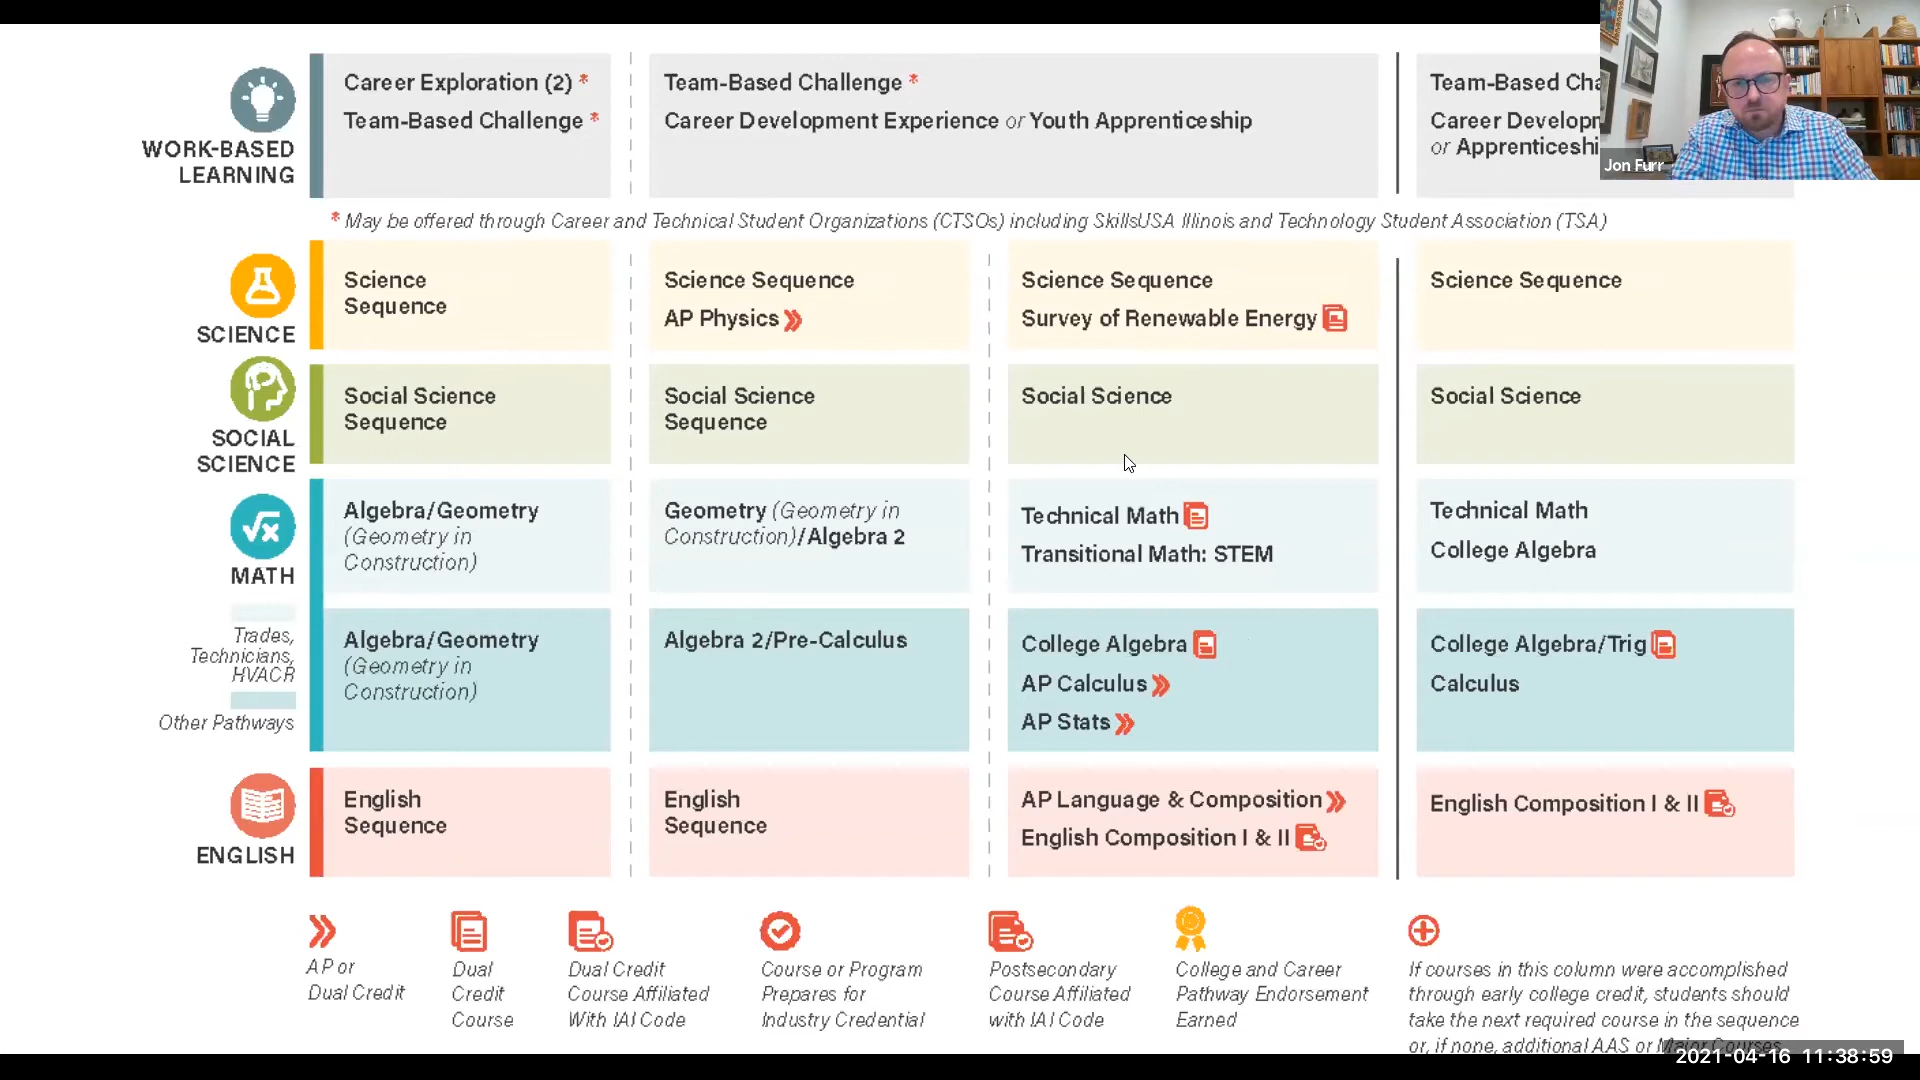 WORK-BASED
LEARNING
Career Exploration (2) *
Team-Based Challenge *
Team-Based Challenge *
Career Development Experience or Youth Apprenticeship
Team-Based
Career
or
Jon Furr
* May be offered through Career and Technical Student Organizations (CTSOs) including SkillsUSA Illinois and Technology Student Association (TSA)
SCIENCE
Science
Sequence
Science Sequence
AP Physics
Science Sequence
Survey of Renewable Energy
Science Sequence
SOCIAL
SCIENCE
Social Science
Sequence
Social Science
Sequence
Social Science
Social Science
MATH
Algebra/Geometry
(Geometry in
Construction)
Geometry (Geometry in
Construction)/Algebra 2
Technical Math
Transitional Math: STEM
Technical Math
College Algebra
Trades,
Technicians,
HVACR
Other Pathways
Algebra/Geometry
(Geometry in
Construction)
Algebra 2/Pre-Calculus
College Algebra
AP Calculus
AP Stats
College Algebra/Trig
Calculus
ENGLISH
English
Sequence
English
Sequence
AP Language & Composition
English Composition I & II
English Composition I & II
AP or
Dual Credit
Dual
Credit
Course
Dual Credit
Course Affiliated
With IAI Code
Course or Program
Prepares for
Industry Credential
Postsecondary
Course Affiliated
with IAI Code
College and Career
Pathway Endorsement
Earned
If courses in this column were accomplished
through early college credit, students should
take the next required course in the sequence
or, if none, additional AAS or Major Courses
2021-04-16 11:38:59